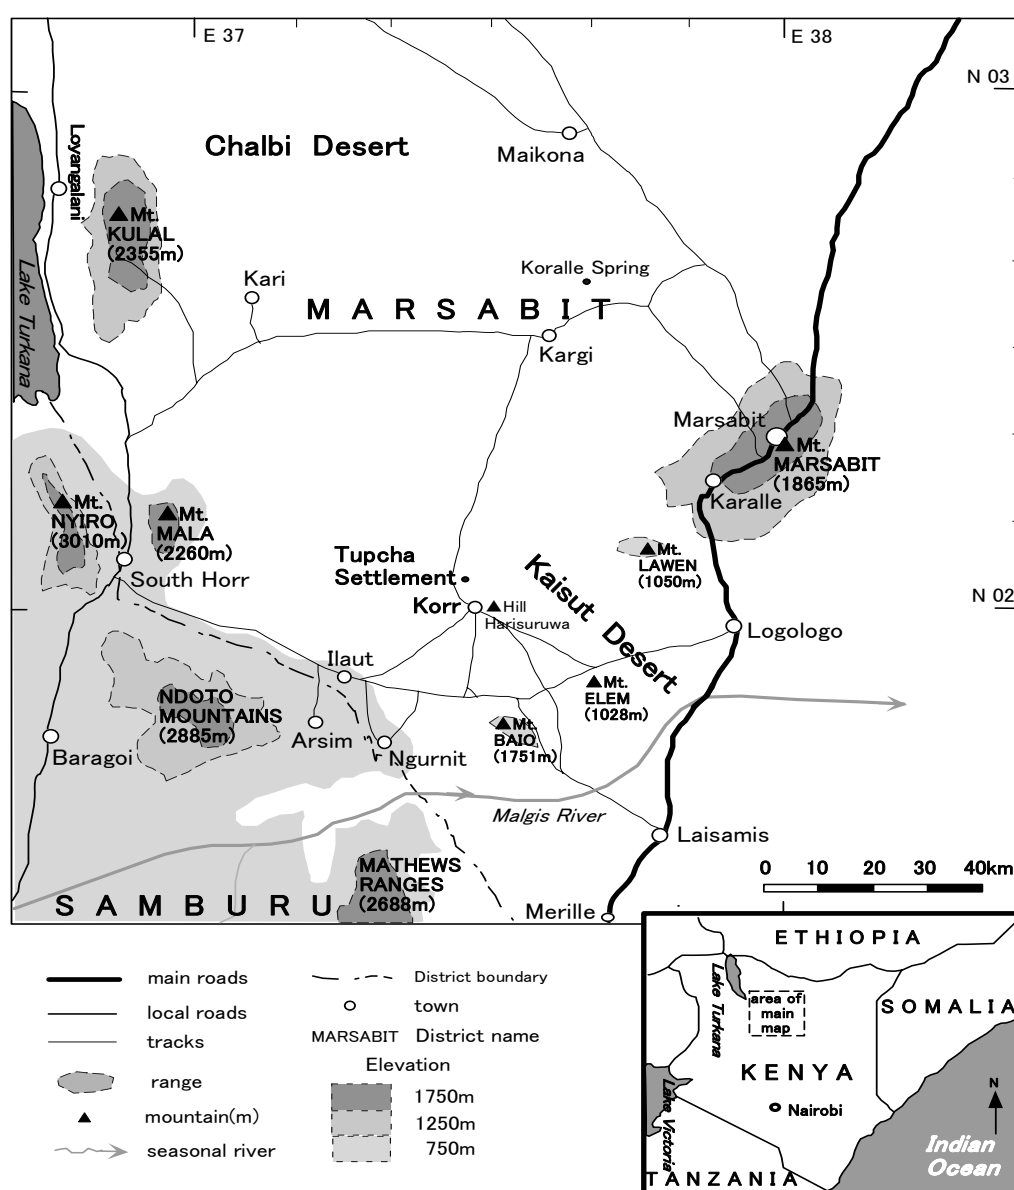 E 37
E 38
N 03
Loyangalani
Chalbi Desert
Maikona
Mt.
KULAL
(2355m)
Lake Turkana
Kari
Koralle Spring
MARSABIT
Kargi
Marsabit
Mt.
MARSABIT
(1865m)
Karalle
Mt.
NYIRO
(3010m)
Mt.
MALA
(2260m)
South Horr
Tupcha
Settlement
Korr
Hill
Harisuruwa
Kaisut Desert
Mt.
LAWEN
(1050m)
N 02
Logologo
Ilaut
NDOTO
MOUNTAINS
(2885m)
Arsim
Ngurnit
Mt.
ELEM
(1028m)
Mt.
BAIO
(1751m)
Baragoi
Malgis River
Laisamis
MATHEWS
RANGES
(2688m)
SAMBURU
Merille
0 10 20 30 40km
main roads
local roads
tracks
range
mountain(m)
seasonal river
District boundary
town
MARSABIT District name
Elevation
1750m
1250m
750m
ETHIOPIA
Lake Turkana
area of
main
map
SOMALIA
KENYA
Nairobi
Lake Victoria
TANZANIA
N
Indian
Ocean